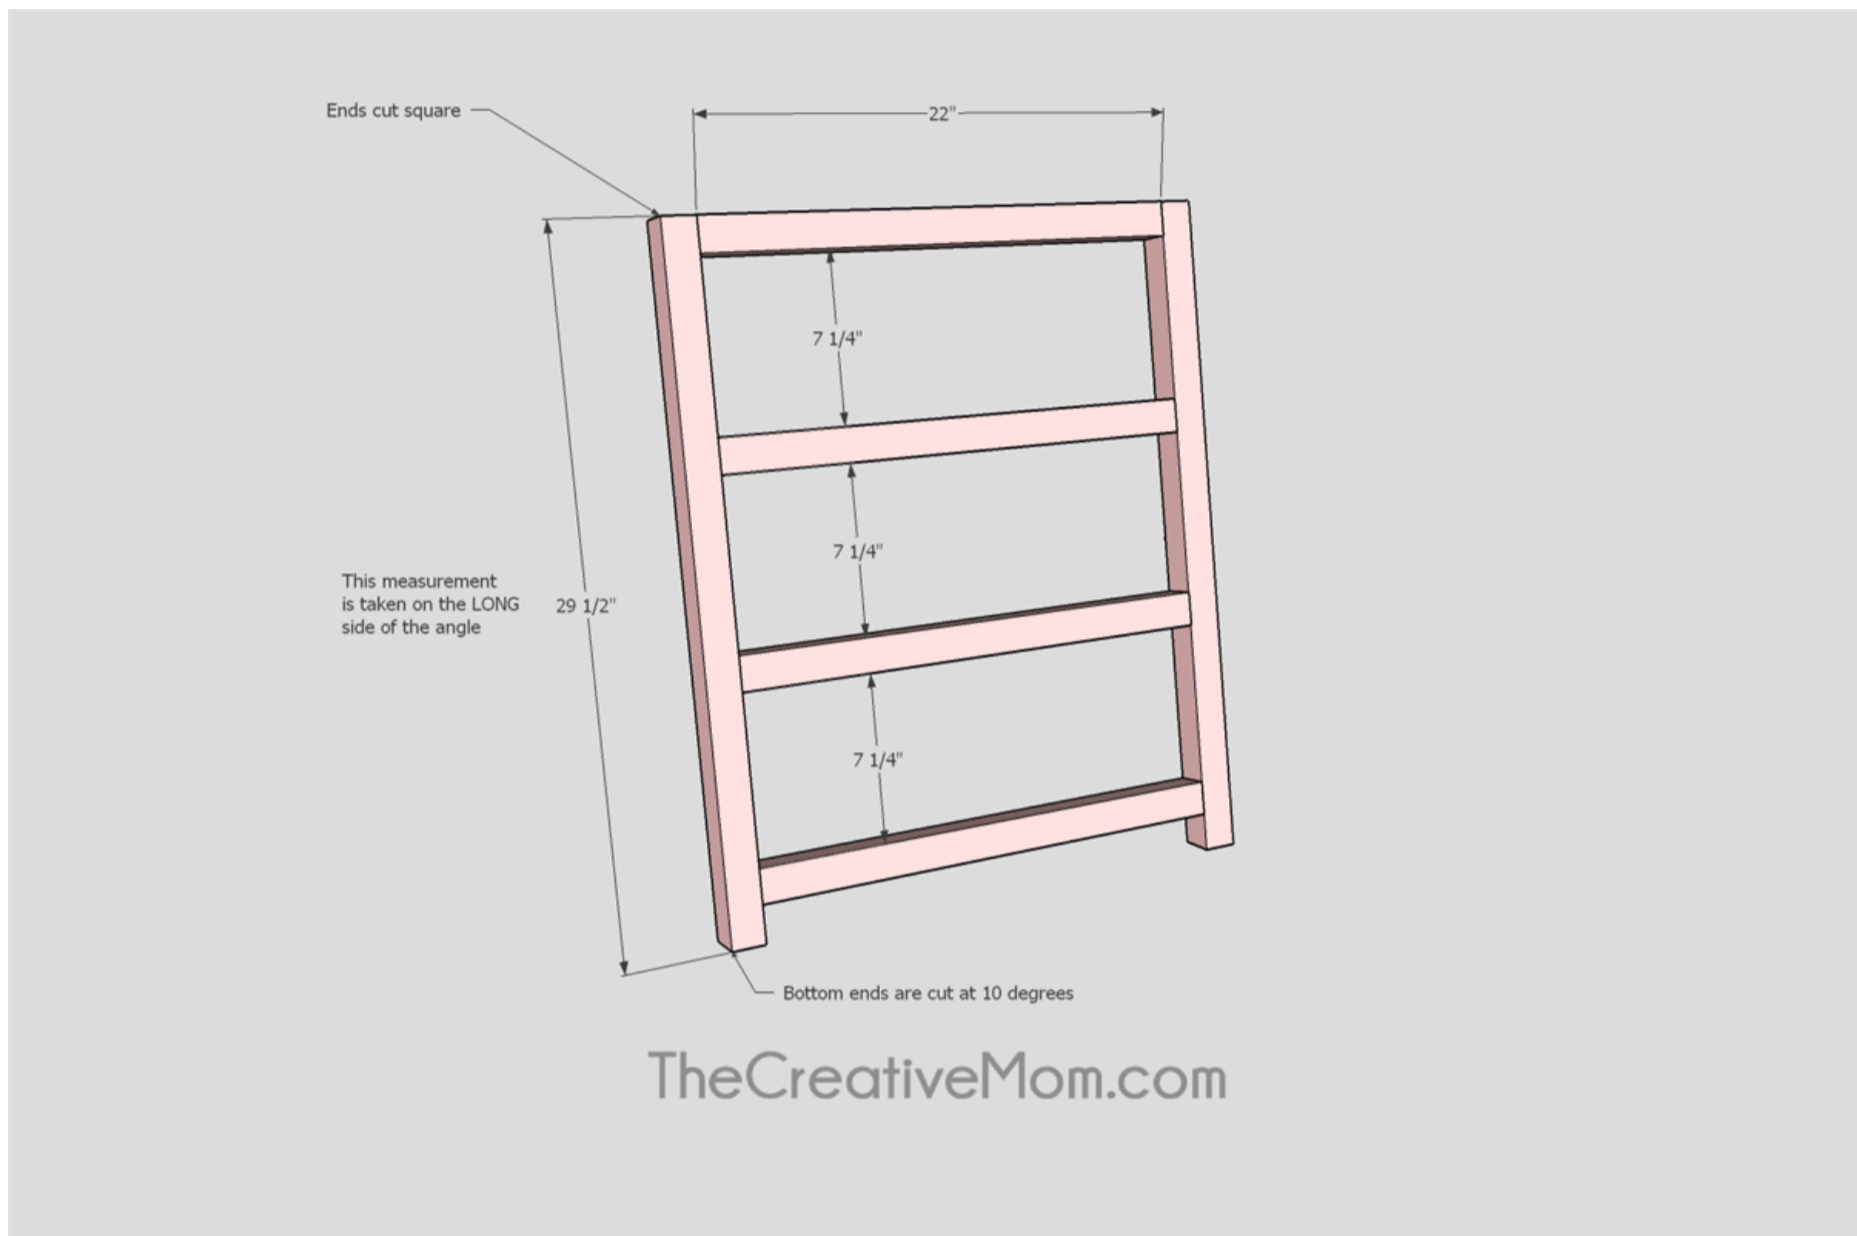 Ends cut square
22"
7 1/4"
7 1/4"
This measurement
is taken on the LONG
side of the angle
29 1/2"
7 1/4"
Bottom ends are cut at 10 degrees
TheCreativeMom.com